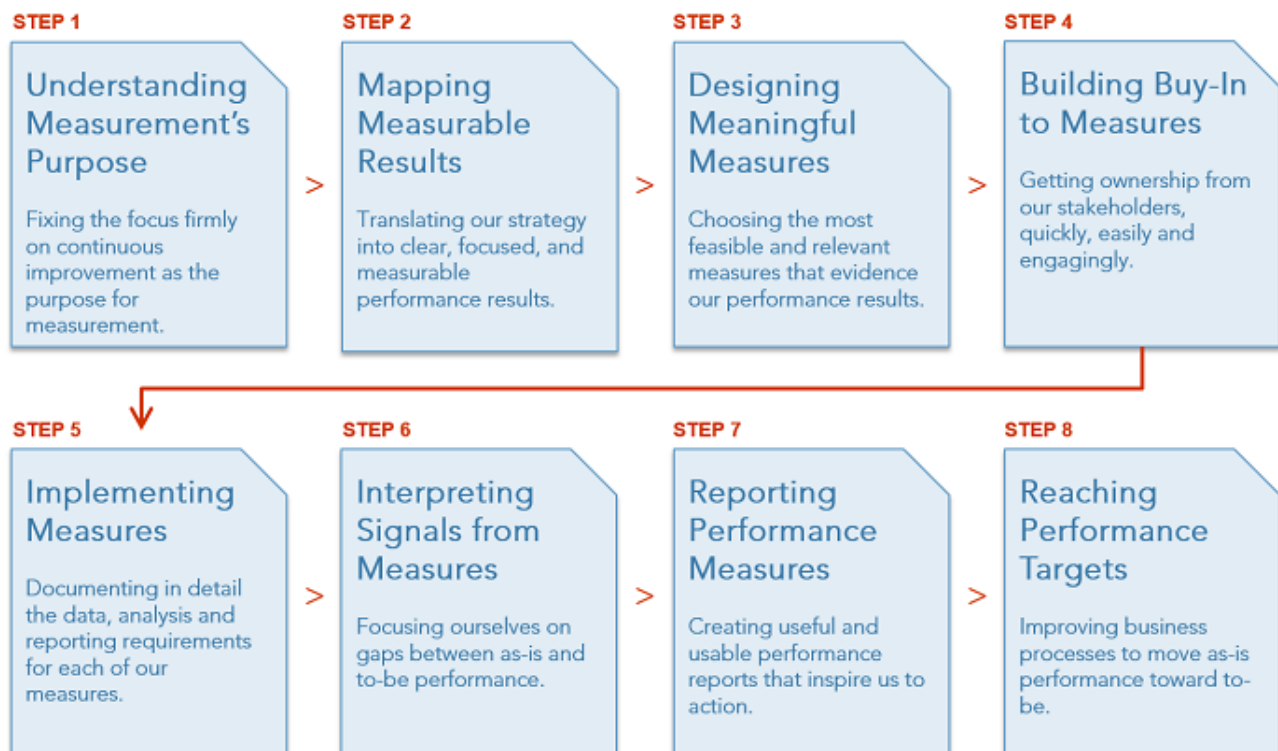 STEP 1
Understanding
Measurement's
Purpose
Fixing the focus firmly
on continuous
improvement as the
purpose for
measurement.
>
STEP 2
Mapping
Measurable
Results
Translating our strategy
into clear, focused, and
measurable
performance results.
>
STEP 3
Designing
Meaningful
Measures
Choosing the most
feasible and relevant
measures that evidence
our performance results.
>
STEP 4
Building Buy-In
to Measures
Getting ownership from
our stakeholders,
quickly, easily and
engagingly.
STEP 5
Implementing
Measures
Documenting in detail
the data, analysis and
reporting requirements
for each of our
measures.
>
STEP 6
Interpreting
Signals from
Measures
Focusing ourselves on
gaps between as-is and
to-be performance.
>
STEP 7
Reporting
Performance
Measures
Creating useful and
usable performance
reports that inspire us to
action.
>
STEP 8
Reaching
Performance
Targets
Improving business
processes to move as-is
performance toward to-
be.